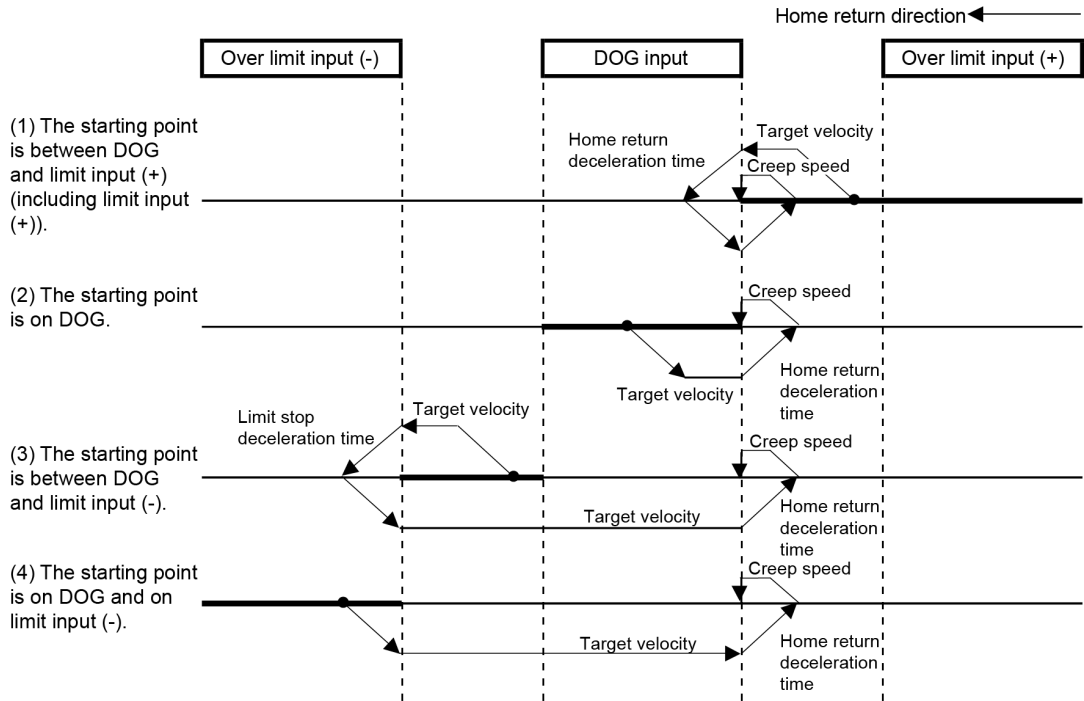 Home return direction
Over limit input (-)
DOG input
Over limit input (+)
(1) The starting point
is between DOG
and limit input (+)
(including limit input
(+)).
Home return
deceleration time
Target velocity
Creep speed
(2) The starting point
is on DOG.
Creep speed
Target velocity
Home return
deceleration
time
(3) The starting point
is between DOG
and limit input (-).
Limit stop
deceleration time
Target velocity
Creep speed
Target velocity
Home return
deceleration
time
(4) The starting point
is on DOG and on
limit input (-).
Creep speed
Target velocity
Home return
deceleration
time